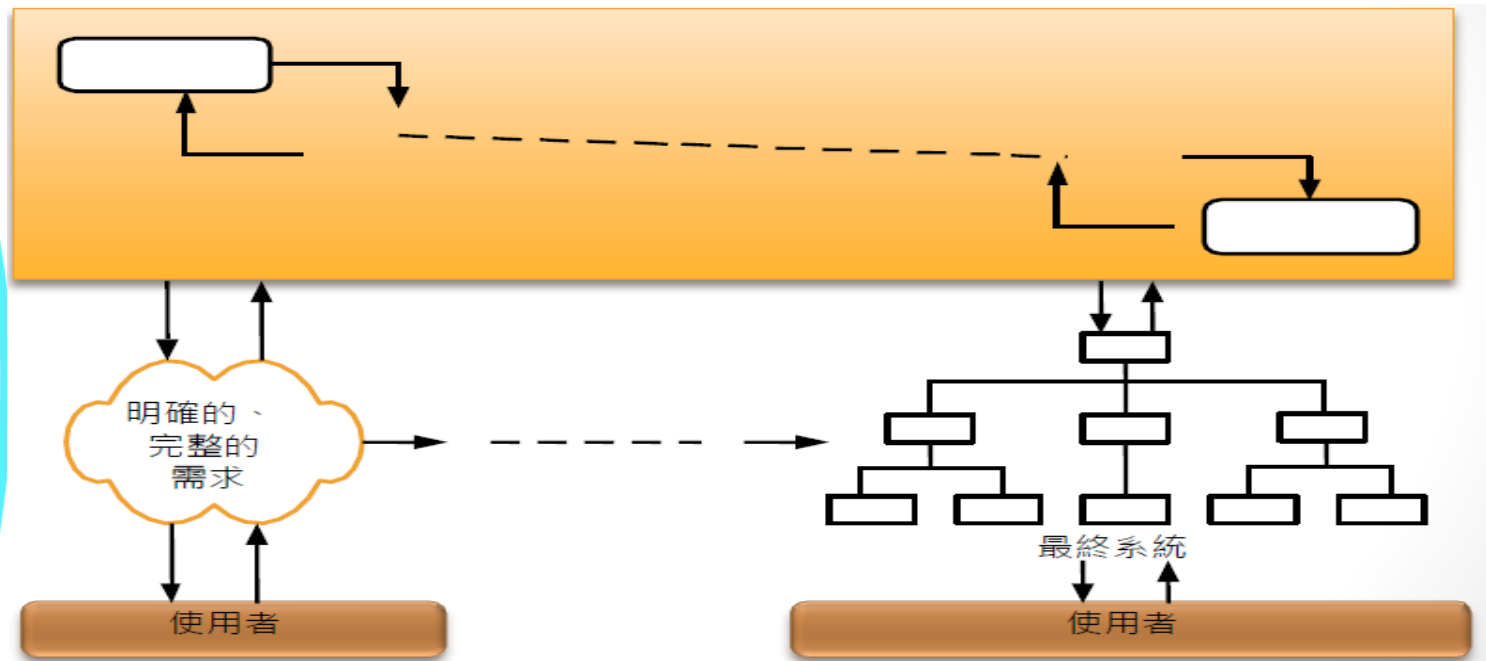 明確的、
完整的
需求
最終系統
使用者
使用者